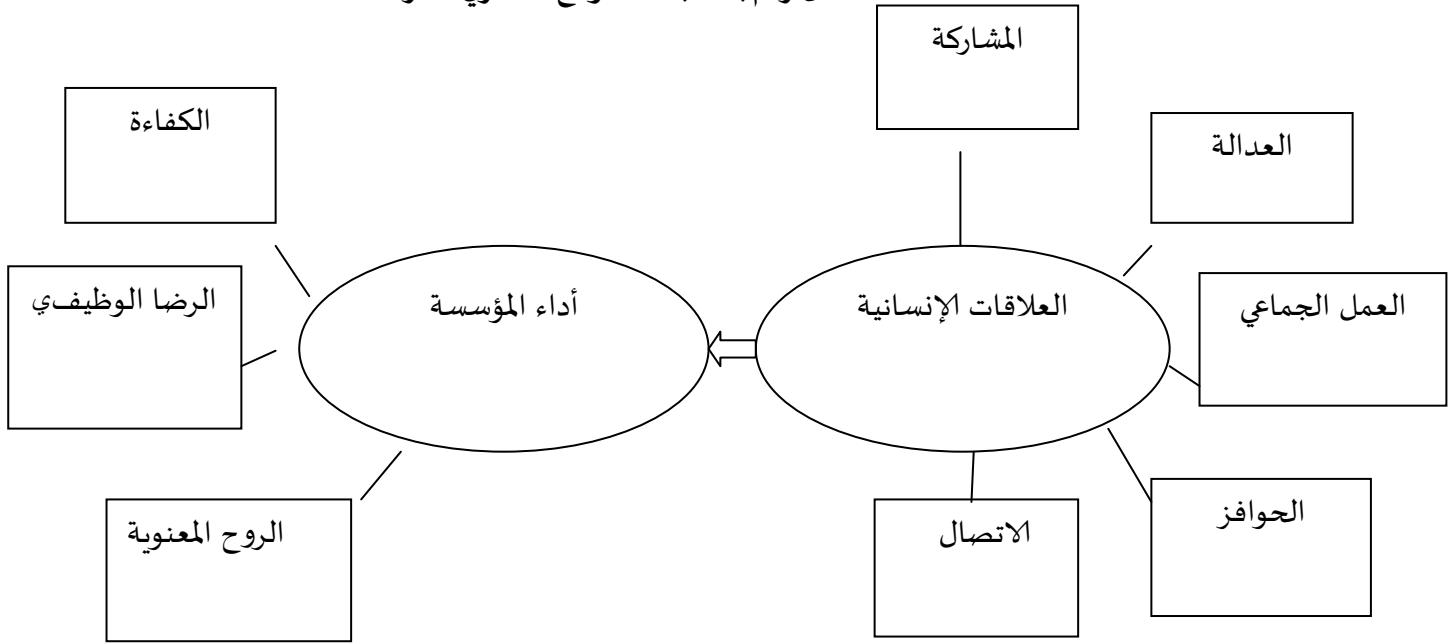 المشاركة
العدالة
الكفاءة
العمل الجماعي
العلاقات الإنسانية
أداء المؤسسة
الرضا الوظيفي
الحوافز
الاتصال
الروح المعنوية